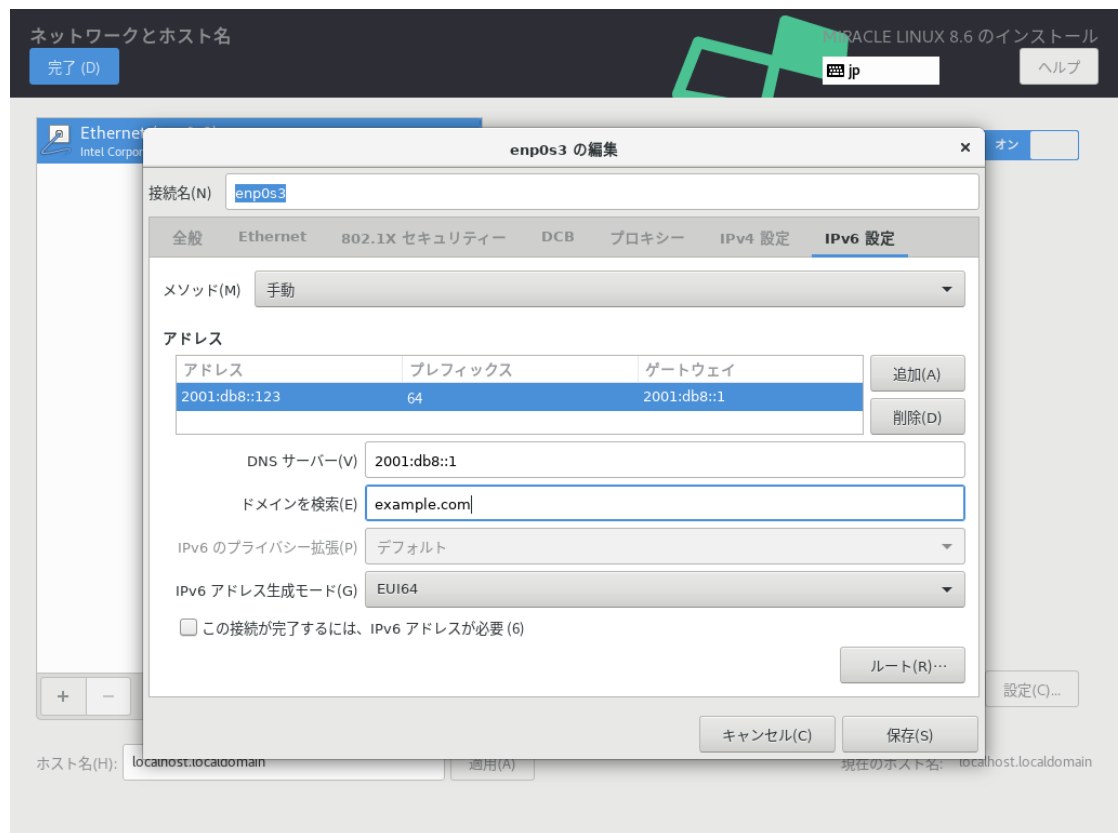 ネットワークとホスト名
MIRACLE LINUX 8.6 のインストール
完了 (D)
jp
ヘルプ
Ethernet
Intel Corpor
オン
enp0s3 の編集
接続名(N) enp0s3
全般 Ethernet 802.1X セキュリティー DCB プロキシー IPv4 設定 IPv6 設定
メソッド(M) 手動
アドレス
アドレス プレフィックス ゲートウェイ
2001:db8::123 64 2001:db8::1
追加(A)
削除(D)
DNS サーバー(V) 2001:db8::1
ドメインを検索(E) example.com
IPv6 のプライバシー拡張(P) デフォルト
IPv6 アドレス生成モード(G) EUI64
この接続が完了するには、IPv6 アドレスが必要 (6)
ルート(R)…
+ −
設定(C)...
キャンセル(C) 保存(S)
ホスト名(H): localhost.localdomain 適用(A) 現在のホスト名: localhost.localdomain